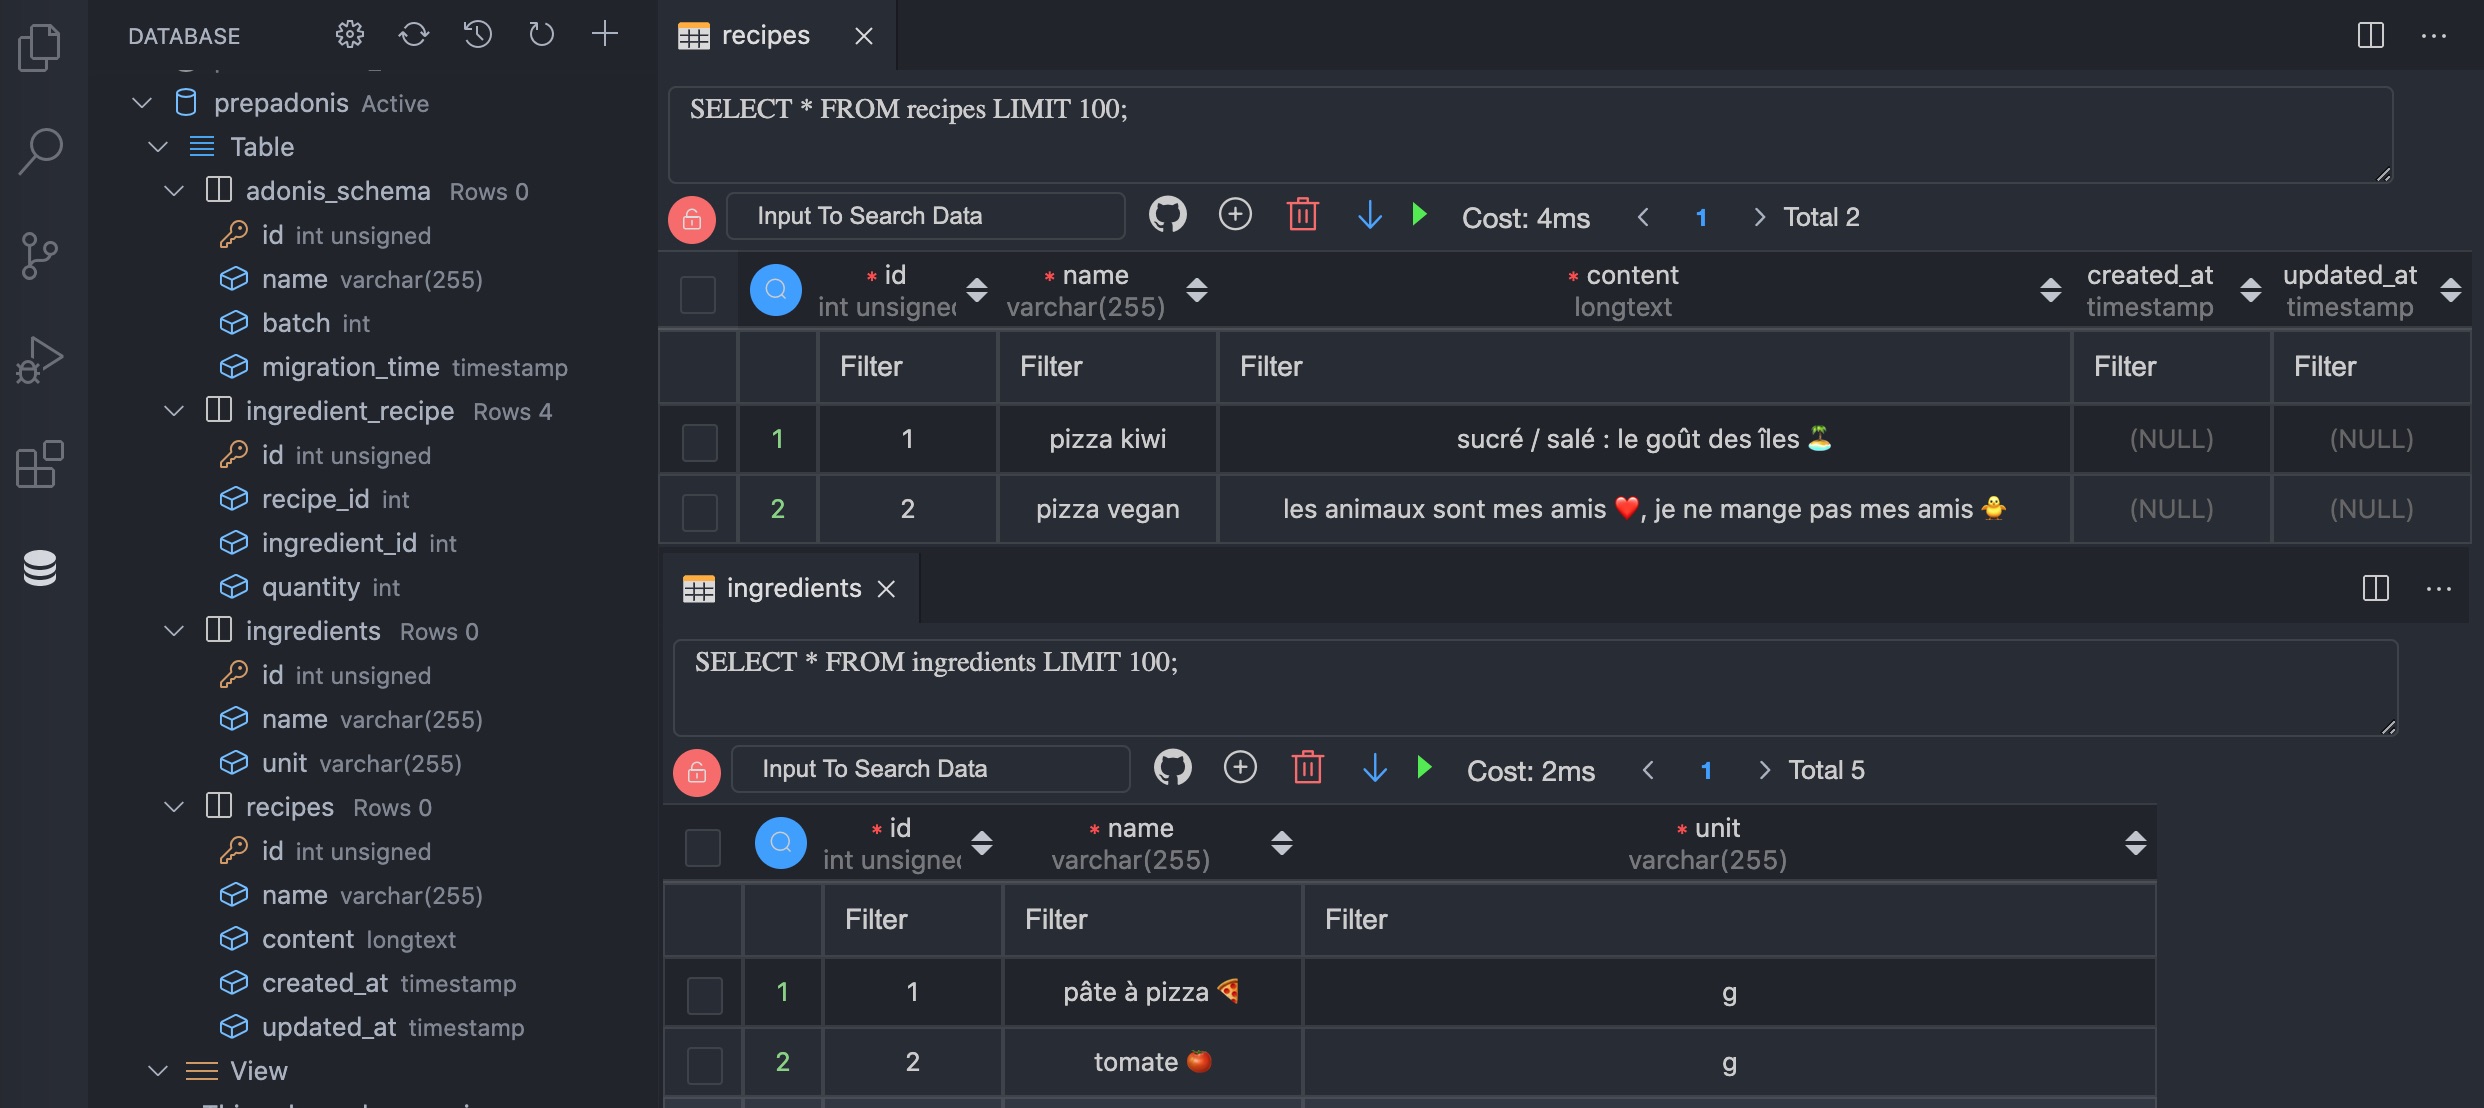 DATABASE
prepadonis Active
Table
adonis_schema Rows 0
id int unsigned
name varchar(255)
batch int
migration_time timestamp
ingredient_recipe Rows 4
id int unsigned
recipe_id int
ingredient_id int
quantity int
ingredients Rows 0
id int unsigned
name varchar(255)
unit varchar(255)
recipes Rows 0
id int unsigned
name varchar(255)
content longtext
created_at timestamp
updated_at timestamp
View
recipes
SELECT * FROM recipes LIMIT 100;
Input To Search Data Cost: 4ms 1 Total 2
* id * name * content created_at updated_at
int unsigned varchar(255) longtext timestamp timestamp
Filter Filter Filter Filter Filter
1 1 pizza kiwi sucré / salé : le goût des îles 🏝️ (NULL) (NULL)
2 2 pizza vegan les animaux sont mes amis ❤️, je ne mange pas mes amis 🐥 (NULL) (NULL)
ingredients
SELECT * FROM ingredients LIMIT 100;
Input To Search Data Cost: 2ms 1 Total 5
* id * name * unit
int unsigned varchar(255) varchar(255)
Filter Filter Filter
1 1 pâte à pizza 🍕 g
2 2 tomate 🍅 g